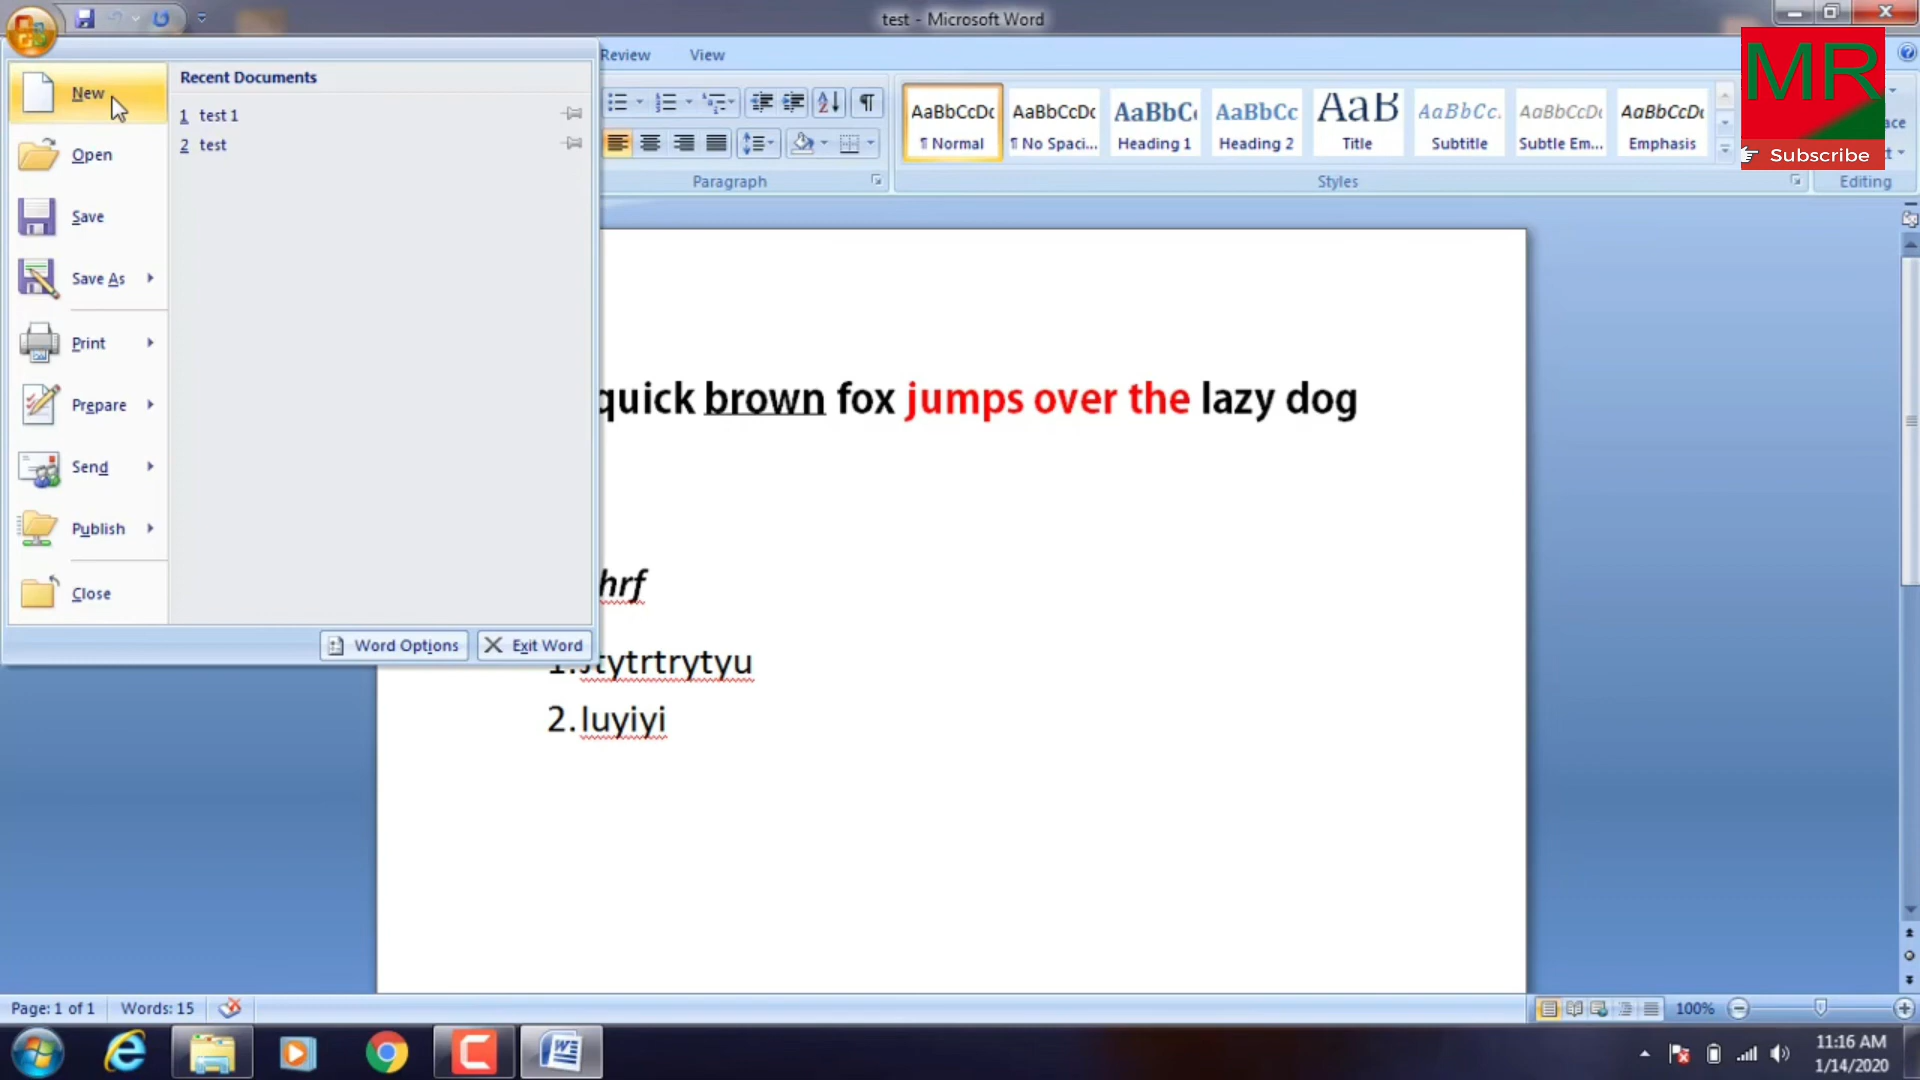 test - Microsoft Word
Review View
New
Open
Save
Save As
Print
Prepare
Send
Publish
Close
Recent Documents
1 test 1
2 test
Word Options
Exit Word
Paragraph
AaBbCcDc
¶ Normal
AaBbCcDc
¶ No Spaci...
AaBbC
Heading 1
AaBbCc
Heading 2
AaB
Title
AaBbCc.
Subtitle
AaBbCcDc
Subtle Em...
AaBbCcDc
Emphasis
Styles
Editing
MR
Subscribe
quick brown fox jumps over the lazy dog
hrf
1. Jtytrtrytyu
2. Iuyiyi
Page: 1 of 1 Words: 15
100%
11:16 AM
1/14/2020